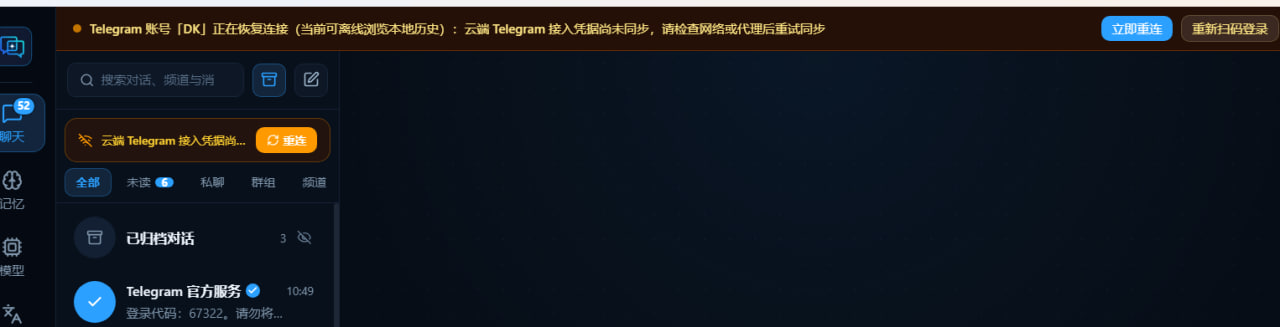 Telegram 账号「DK」正在恢复连接（当前可离线浏览本地历史）：云端 Telegram 接入凭据尚未同步，请检查网络或代理后重试同步
立即重连
重新扫码登录
搜索对话、频道与消
52
聊天
云端 Telegram 接入凭据尚...
重连
全部
未读 6
私聊
群组
频道
记忆
已归档对话
3
模型
Telegram 官方服务
10:49
登录代码：67322。请勿将...